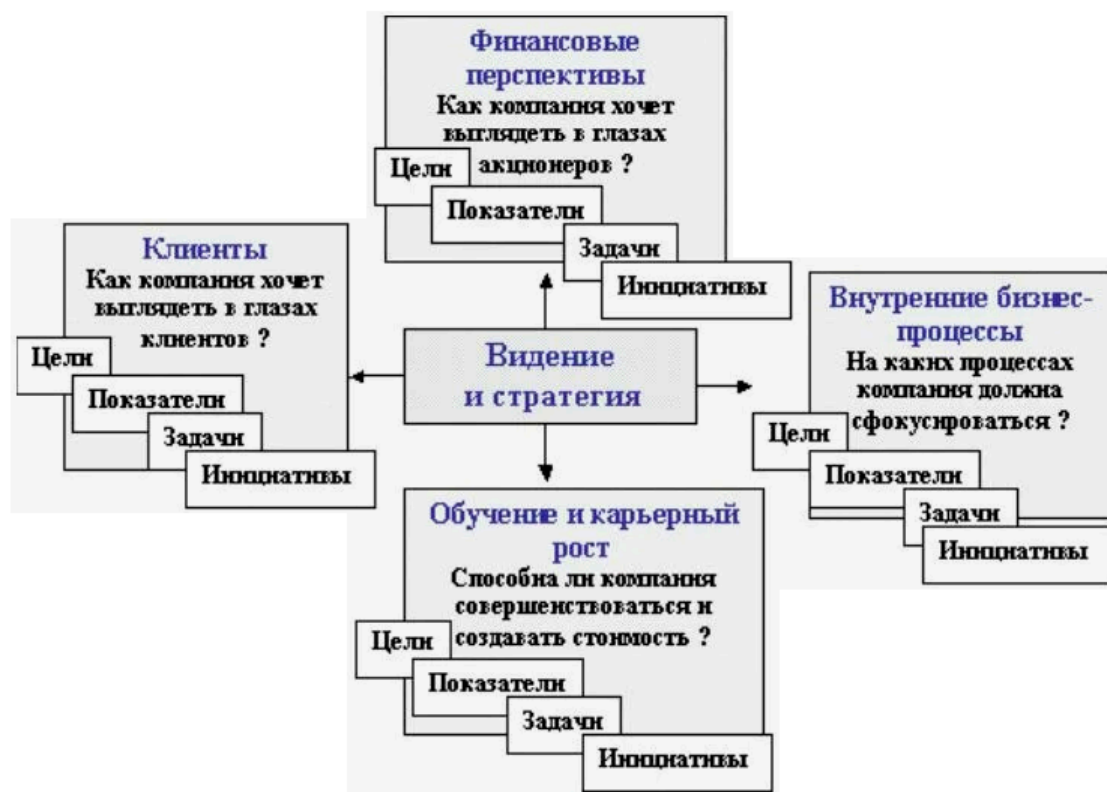 Финансовые
перспективы
Как компания хочет
выглядеть в глазах
акционеров ?
Цели
Показатели
Задачи
Инициативы
Клиенты
Как компания хочет
выглядеть в глазах
клиентов ?
Цели
Показатели
Задачи
Инициативы
Видение
и стратегия
Внутренние бизнес-
процессы
На каких процессах
компания должна
сфокусироваться ?
Цели
Показатели
Задачи
Инициативы
Обучение и карьерный
рост
Способна ли компания
совершенствоваться и
создавать стоимость ?
Цели
Показатели
Задачи
Инициативы